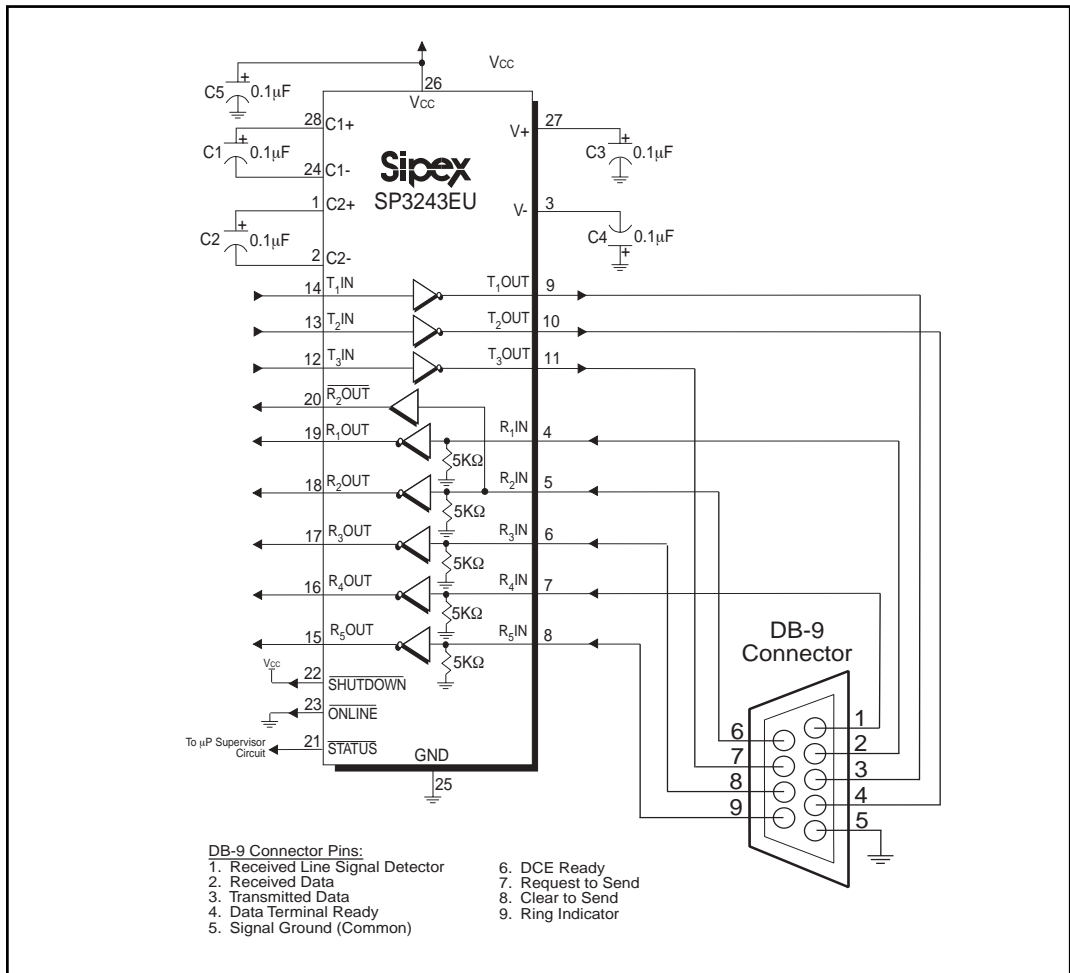 Vcc
C5
+
0.1µF
26
Vcc
28
C1+
C1
+
0.1µF
24
C1-
1
C2+
C2
+
0.1µF
2
C2-
Sipex
SP3243EU
V+
27
C3
+
0.1µF
V-
3
C4
0.1µF
+
14
T1IN
T1OUT
9
13
T2IN
T2OUT
10
12
T3IN
T3OUT
11
20
R2OUT
19
R1OUT
R1IN
4
5KΩ
18
R2OUT
R2IN
5
5KΩ
17
R3OUT
R3IN
6
5KΩ
16
R4OUT
R4IN
7
5KΩ
15
R5OUT
R5IN
8
5KΩ
Vcc
22
SHUTDOWN
23
ONLINE
To µP Supervisor
Circuit
21
STATUS
GND
25
DB-9
Connector
6
7
8
9
1
2
3
4
5
DB-9 Connector Pins:
1. Received Line Signal Detector
2. Received Data
3. Transmitted Data
4. Data Terminal Ready
5. Signal Ground (Common)
6. DCE Ready
7. Request to Send
8. Clear to Send
9. Ring Indicator